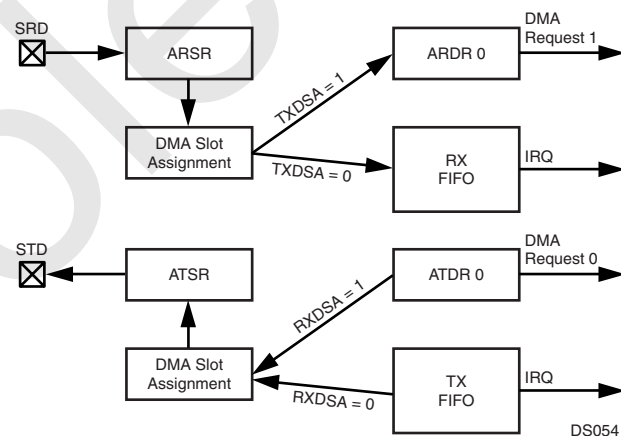 SRD
ARSR
ARDR 0
DMA
Request 1
TXDSA = 1
DMA Slot
Assignment
TXDSA = 0
RX
FIFO
IRQ
STD
ATSR
ATDR 0
DMA
Request 0
RXDSA = 1
DMA Slot
Assignment
RXDSA = 0
TX
FIFO
IRQ
DS054